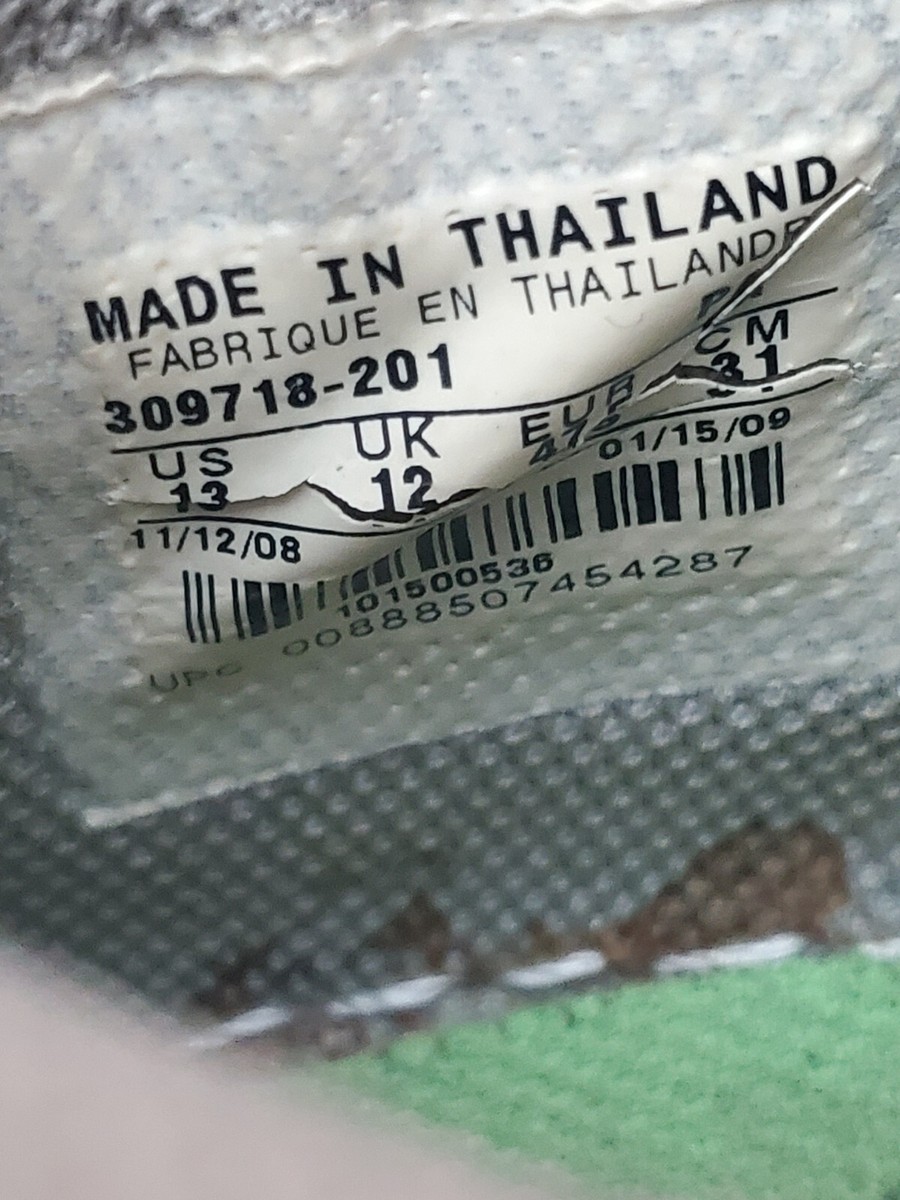 MADE IN THAILAND
FABRIQUE EN THAILANDE
309718-201
US UK EUR CM
13 12 31
11/12/08 01/15/09
101500536
UPC 00888507454287